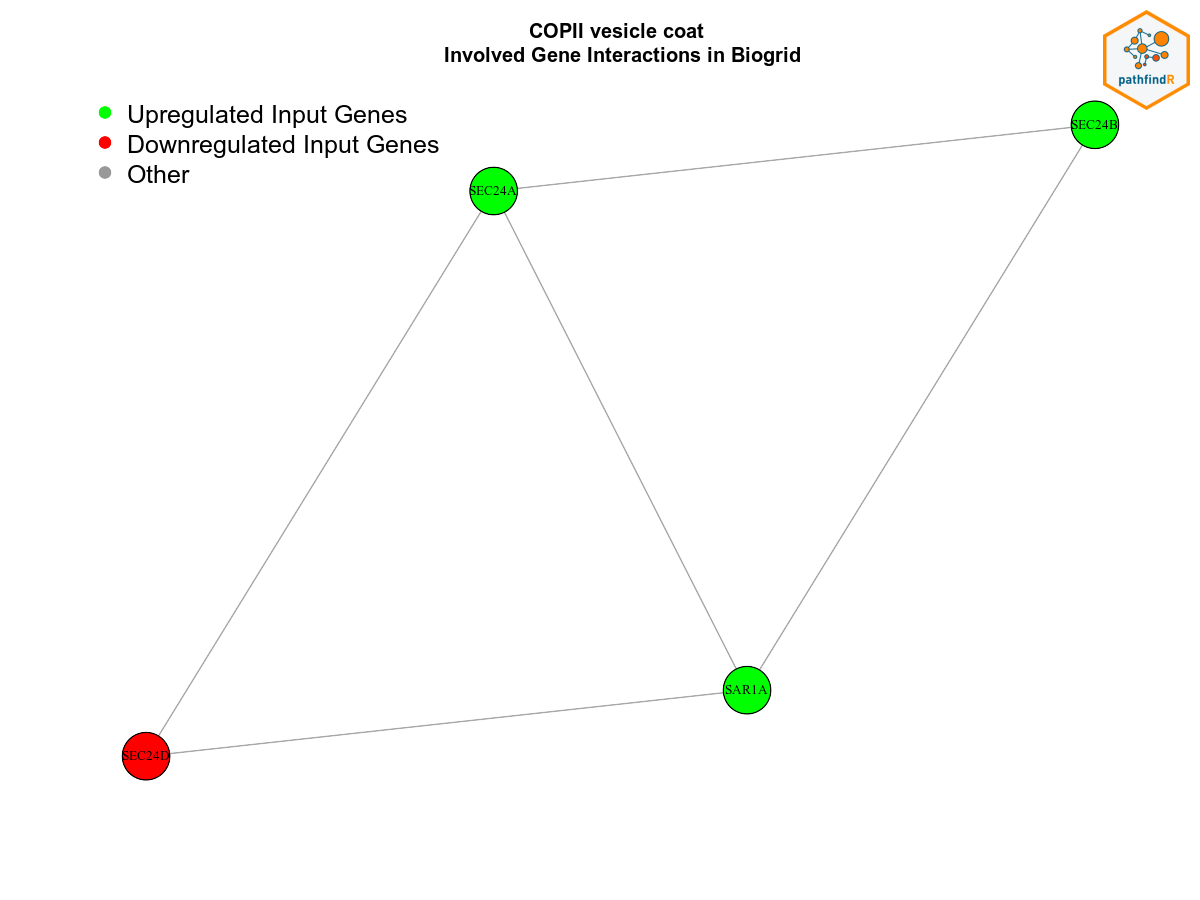 COPII vesicle coat
Involved Gene Interactions in Biogrid
pathfindR
Upregulated Input Genes
Downregulated Input Genes
Other
SEC24B
SEC24A
SAR1A
SEC24D